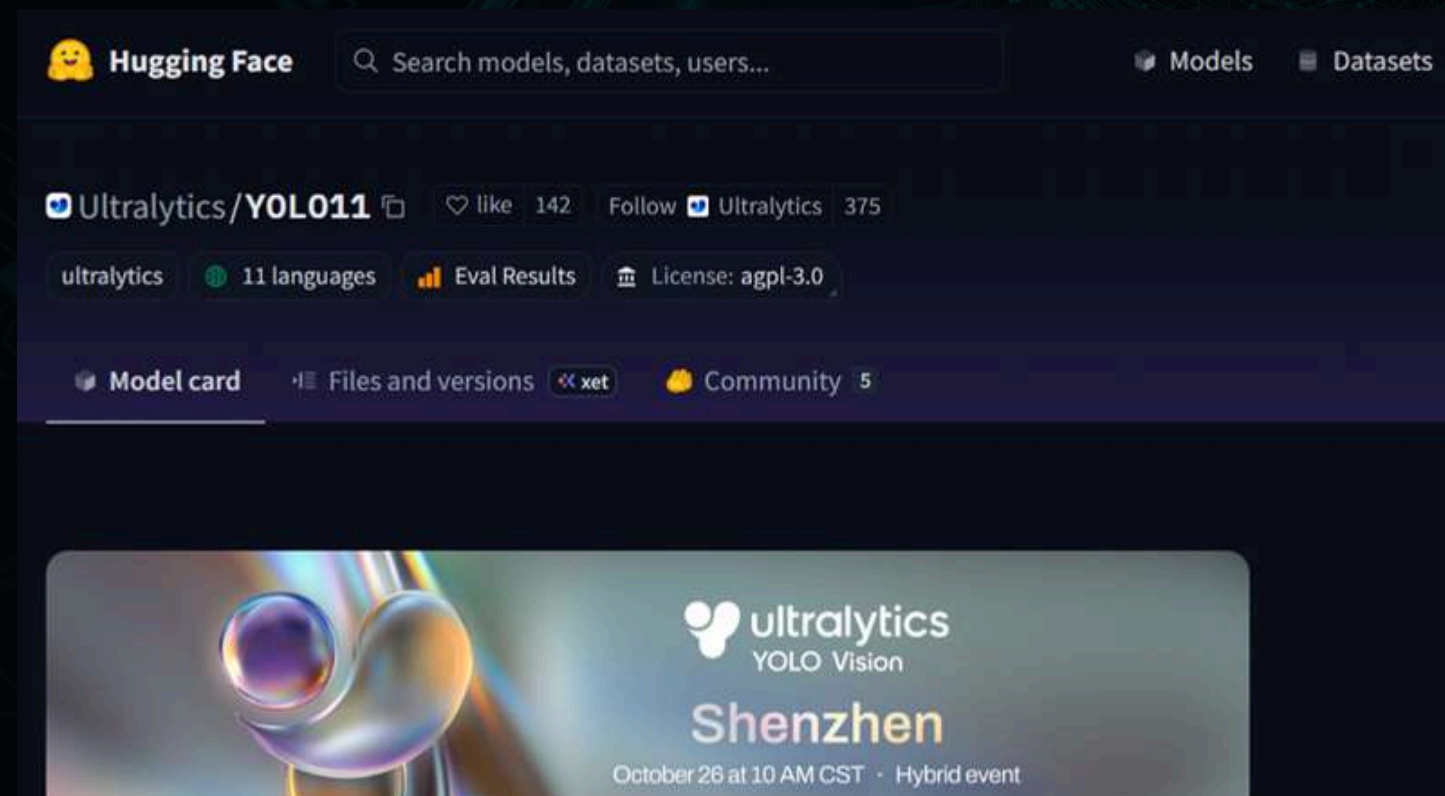 Hugging Face Search models, datasets, users... Models Datasets
Ultralytics/YOLO11 like 142 Follow Ultralytics 375
ultralytics 11 languages Eval Results License: agpl-3.0
Model card Files and versions xet Community 5
ultralytics
YOLO Vision
Shenzhen
October 26 at 10 AM CST · Hybrid event